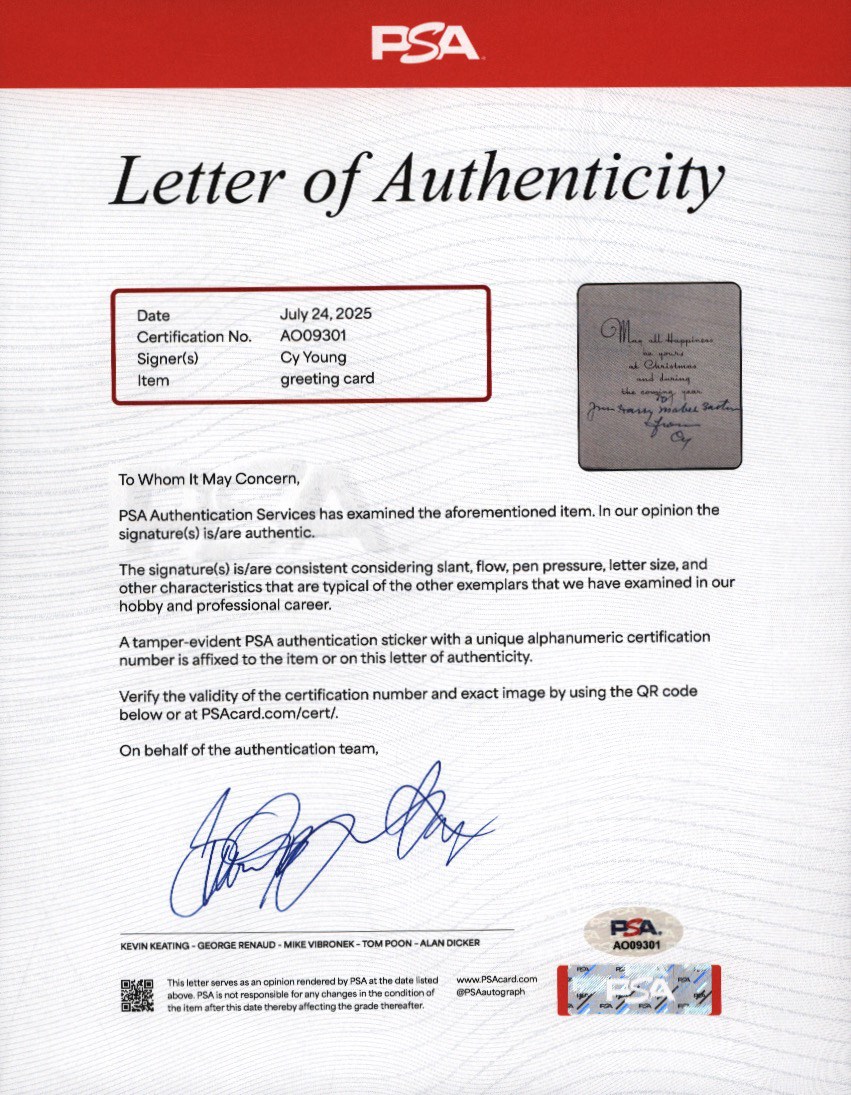 PSA
Letter of Authenticity
Date July 24, 2025
Certification No. AO09301
Signer(s) Cy Young
Item greeting card
May all Happiness
be yours
at Christmas
and during
the coming year
Harry Mabel
from
Cy
To Whom It May Concern,
PSA Authentication Services has examined the aforementioned item. In our opinion the
signature(s) is/are authentic.
The signature(s) is/are consistent considering slant, flow, pen pressure, letter size, and
other characteristics that are typical of the other exemplars that we have examined in our
hobby and professional career.
A tamper-evident PSA authentication sticker with a unique alphanumeric certification
number is affixed to the item or on this letter of authenticity.
Verify the validity of the certification number and exact image by using the QR code
below or at PSAcard.com/cert/.
On behalf of the authentication team,
KEVIN KEATING - GEORGE RENAUD - MIKE VIBRONEK - TOM POON - ALAN DICKER
This letter serves as an opinion rendered by PSA at the date listed
above. PSA is not responsible for any changes in the condition of
the item after this date thereby affecting the grade thereafter.
www.PSAcard.com
@PSAautograph
PSA
AO09301
PSA